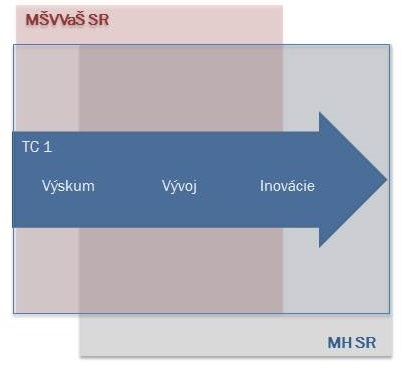 MŠVVaŠ SR
TC 1
Výskum Vývoj Inovácie
MH SR